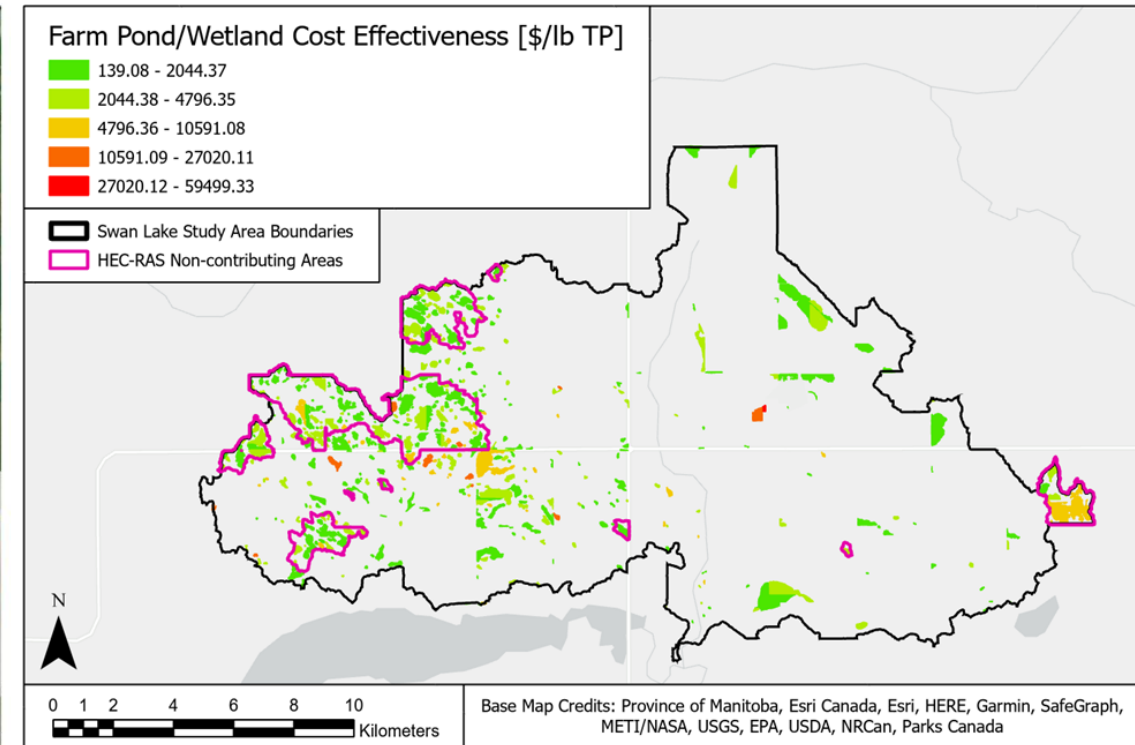 Farm Pond/Wetland Cost Effectiveness [$/lb TP]
139.08 - 2044.37
2044.38 - 4796.35
4796.36 - 10591.08
10591.09 - 27020.11
27020.12 - 59499.33
Swan Lake Study Area Boundaries
HEC-RAS Non-contributing Areas
N
0 1 2 4 6 8 10
Kilometers
Base Map Credits: Province of Manitoba, Esri Canada, Esri, HERE, Garmin, SafeGraph,
METI/NASA, USGS, EPA, USDA, NRCan, Parks Canada